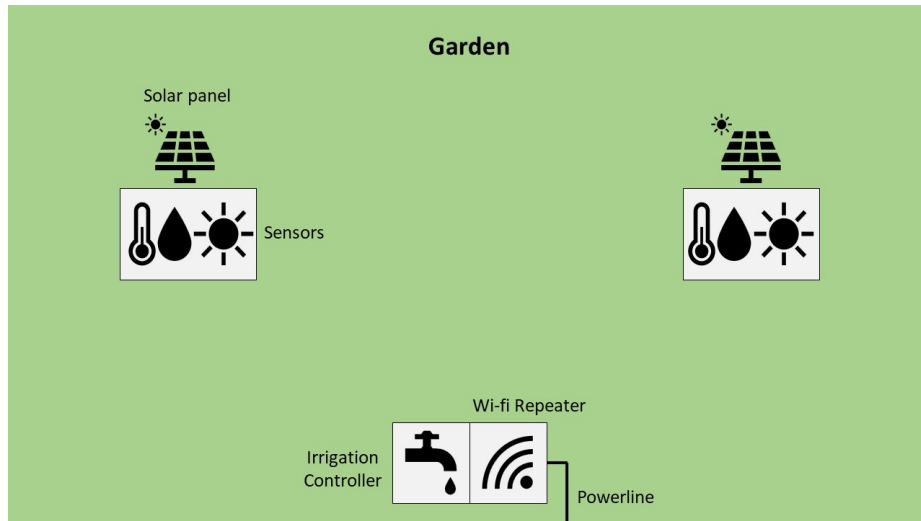 Garden
Solar panel
Sensors
Wi-fi Repeater
Irrigation
Controller
Powerline